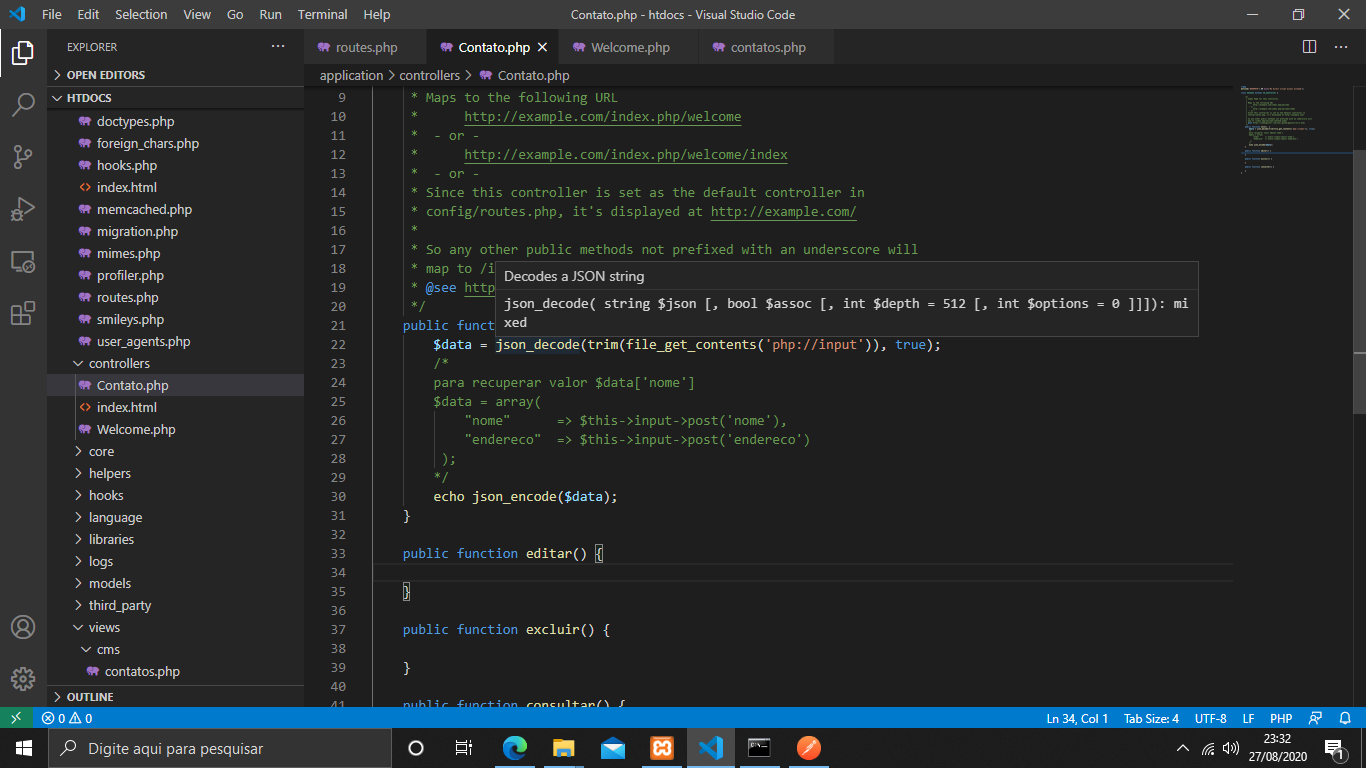 File Edit Selection View Go Run Terminal Help
Contato.php - htdocs - Visual Studio Code
EXPLORER
OPEN EDITORS
HTDOCS
doctypes.php
foreign_chars.php
hooks.php
index.html
memcached.php
migration.php
mimes.php
profiler.php
routes.php
smileys.php
user_agents.php
controllers
Contato.php
index.html
Welcome.php
core
helpers
hooks
language
libraries
logs
models
third_party
views
cms
contatos.php
OUTLINE
routes.php Contato.php Welcome.php contatos.php
application > controllers > Contato.php
9 * Maps to the following URL
10 * http://example.com/index.php/welcome
11 * - or -
12 * http://example.com/index.php/welcome/index
13 * - or -
14 * Since this controller is set as the default controller in
15 * config/routes.php, it's displayed at http://example.com/
16 *
17 * So any other public methods not prefixed with an underscore will
18 * map to /i
19 * @see http
20 */
Decodes a JSON string
json_decode( string $json [, bool $assoc [, int $depth = 512 [, int $options = 0 ]]]): mi
xed
21 public funct
22 $data = json_decode(trim(file_get_contents('php://input')), true);
23 /*
24 para recuperar valor $data['nome']
25 $data = array(
26 "nome" => $this->input->post('nome'),
27 "endereco" => $this->input->post('endereco')
28 );
29 */
30 echo json_encode($data);
31 }
32
33 public function editar() {
34
35 }
36
37 public function excluir() {
38
39 }
40
41 public function consultar() {
0 0
Ln 34, Col 1 Tab Size: 4 UTF-8 LF PHP
Digite aqui para pesquisar
23:32
27/08/2020
1